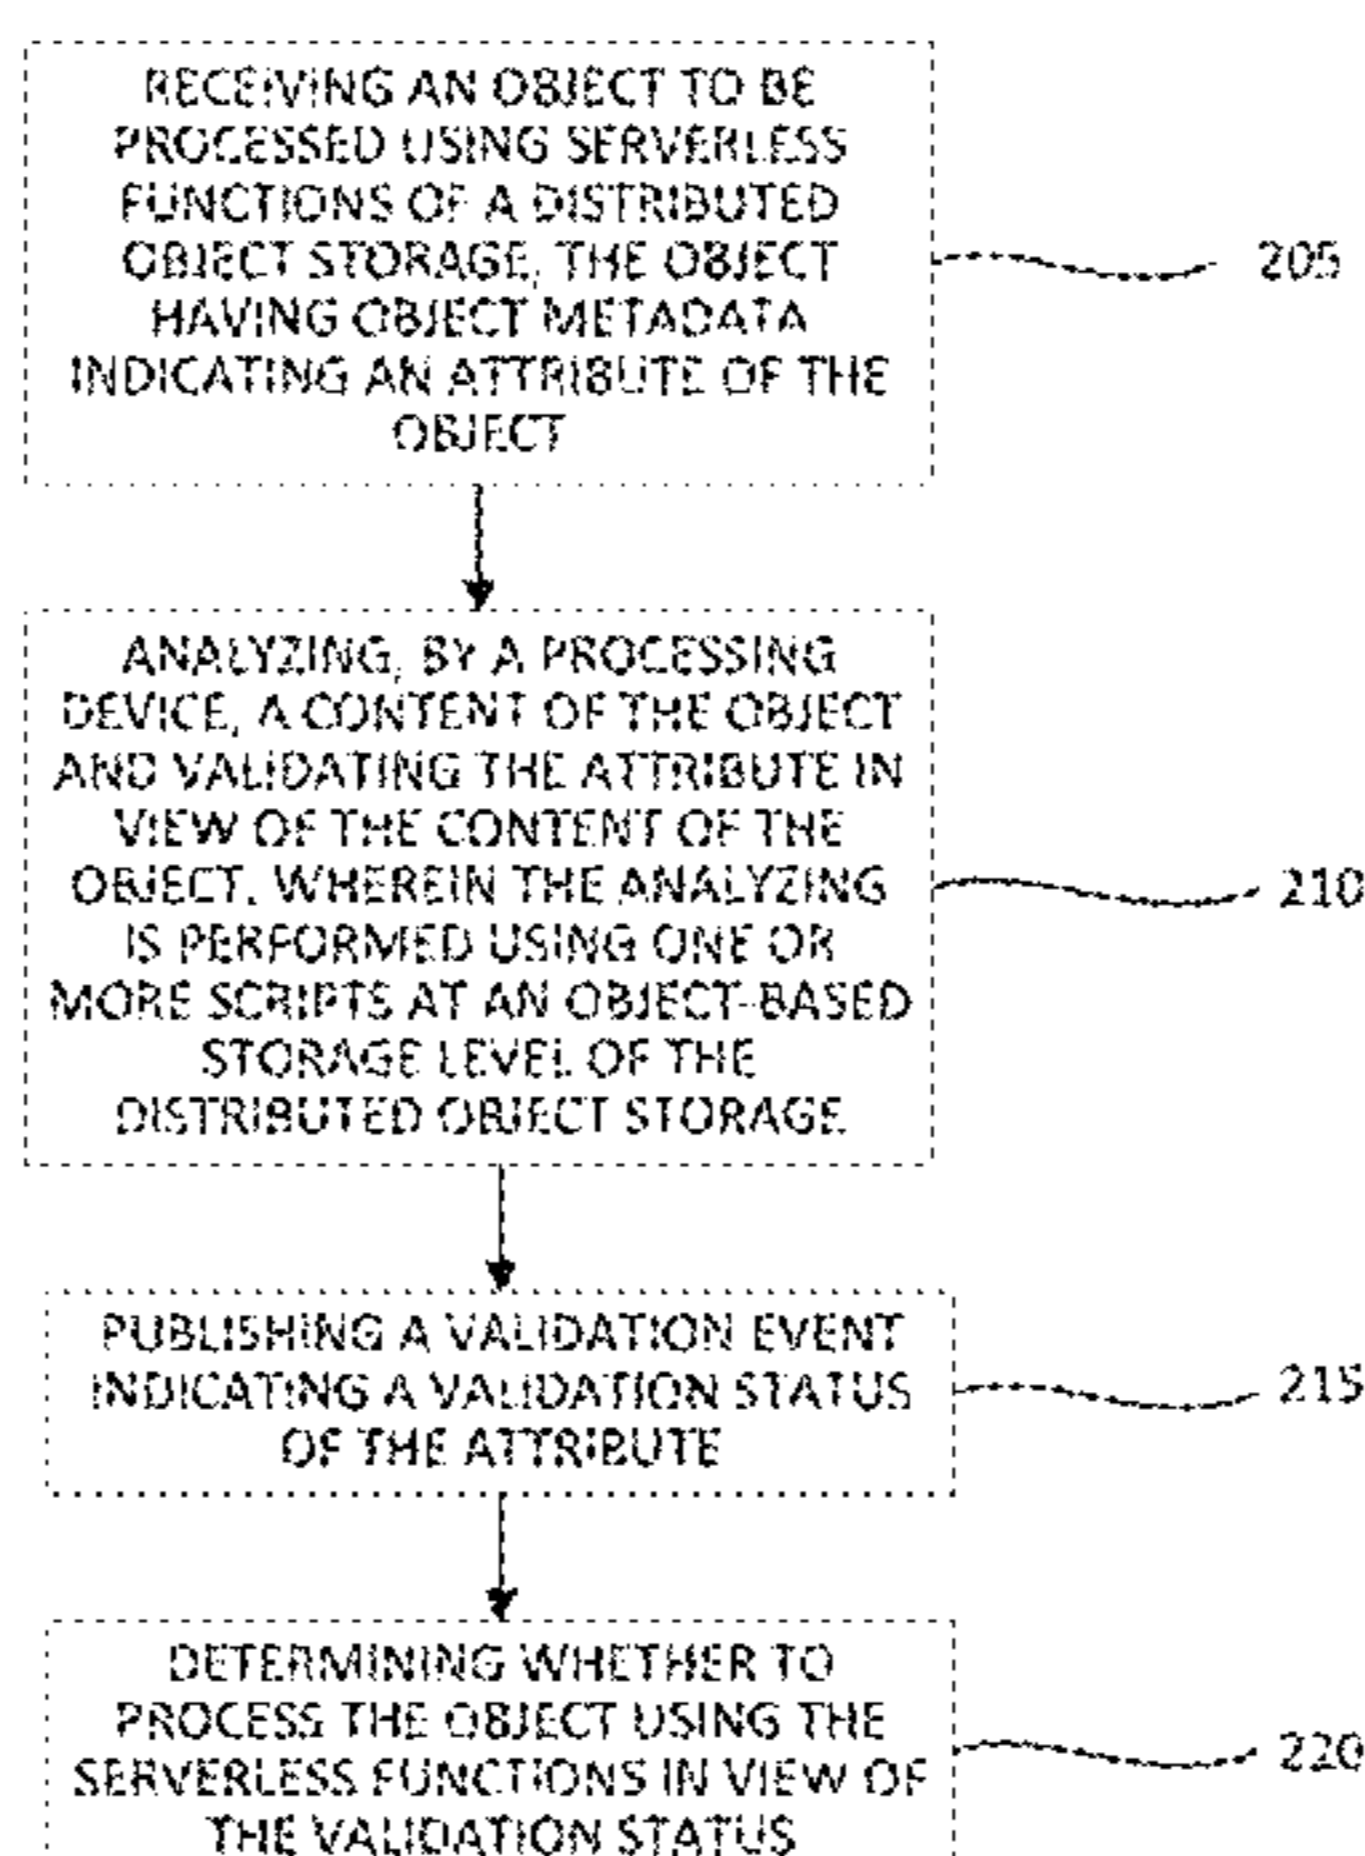 RECEIVING AN OBJECT TO BE
PROCESSED USING SERVERLESS
FUNCTIONS OF A DISTRIBUTED
OBJECT STORAGE, THE OBJECT
HAVING OBJECT METADATA
INDICATING AN ATTRIBUTE OF THE
OBJECT
205
ANALYZING, BY A PROCESSING
DEVICE, A CONTENT OF THE OBJECT
AND VALIDATING THE ATTRIBUTE IN
VIEW OF THE CONTENT OF THE
OBJECT, WHEREIN THE ANALYZING
IS PERFORMED USING ONE OR
MORE SCRIPTS AT AN OBJECT-BASED
STORAGE LEVEL OF THE
DISTRIBUTED OBJECT STORAGE
210
PUBLISHING A VALIDATION EVENT
INDICATING A VALIDATION STATUS
OF THE ATTRIBUTE
215
DETERMINING WHETHER TO
PROCESS THE OBJECT USING THE
SERVERLESS FUNCTIONS IN VIEW OF
THE VALIDATION STATUS
220